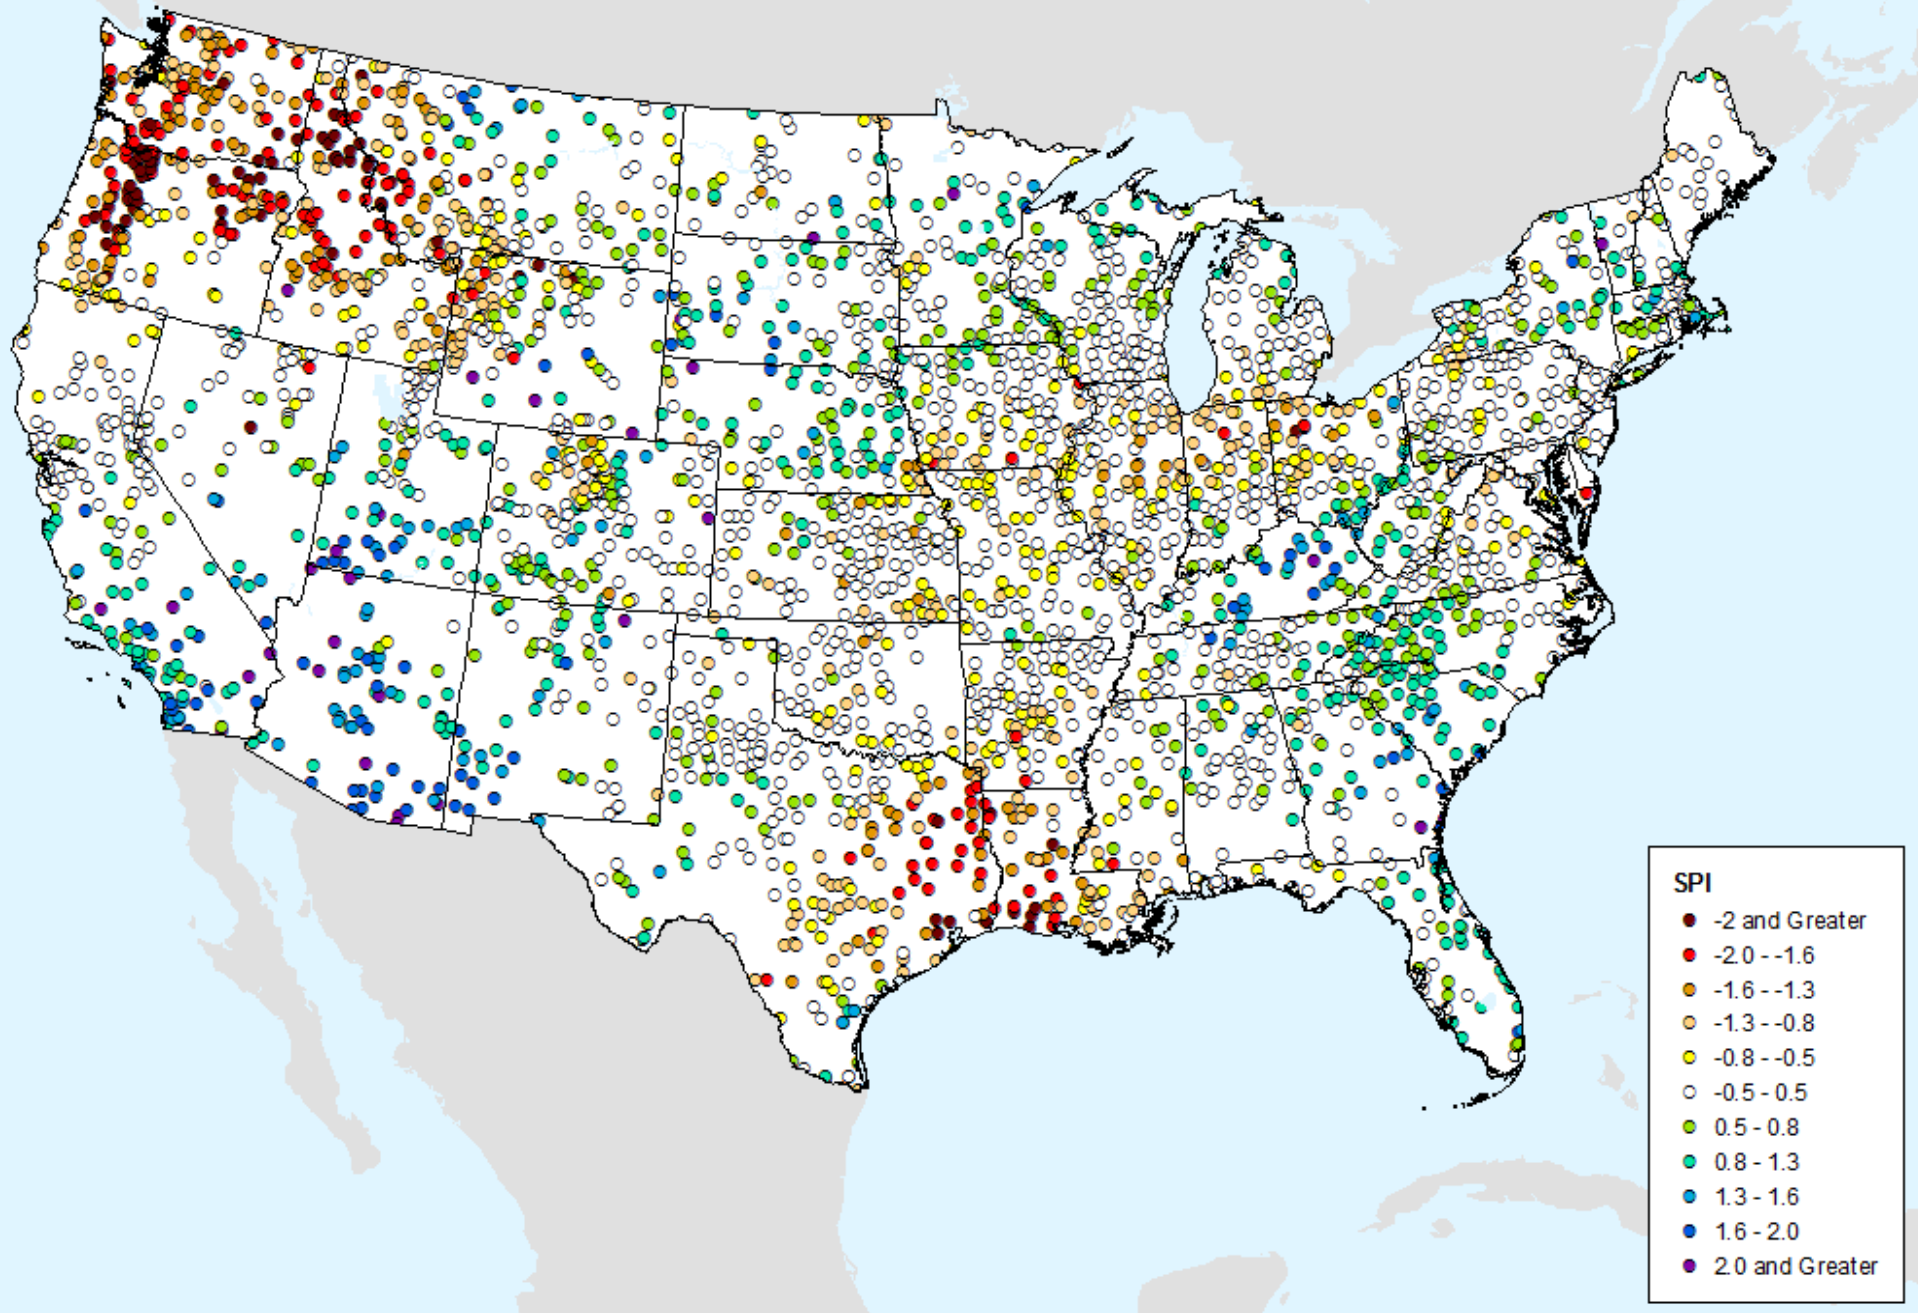 SPI
-2 and Greater
-2.0 - -1.6
-1.6 - -1.3
-1.3 - -0.8
-0.8 - -0.5
-0.5 - 0.5
0.5 - 0.8
0.8 - 1.3
1.3 - 1.6
1.6 - 2.0
2.0 and Greater